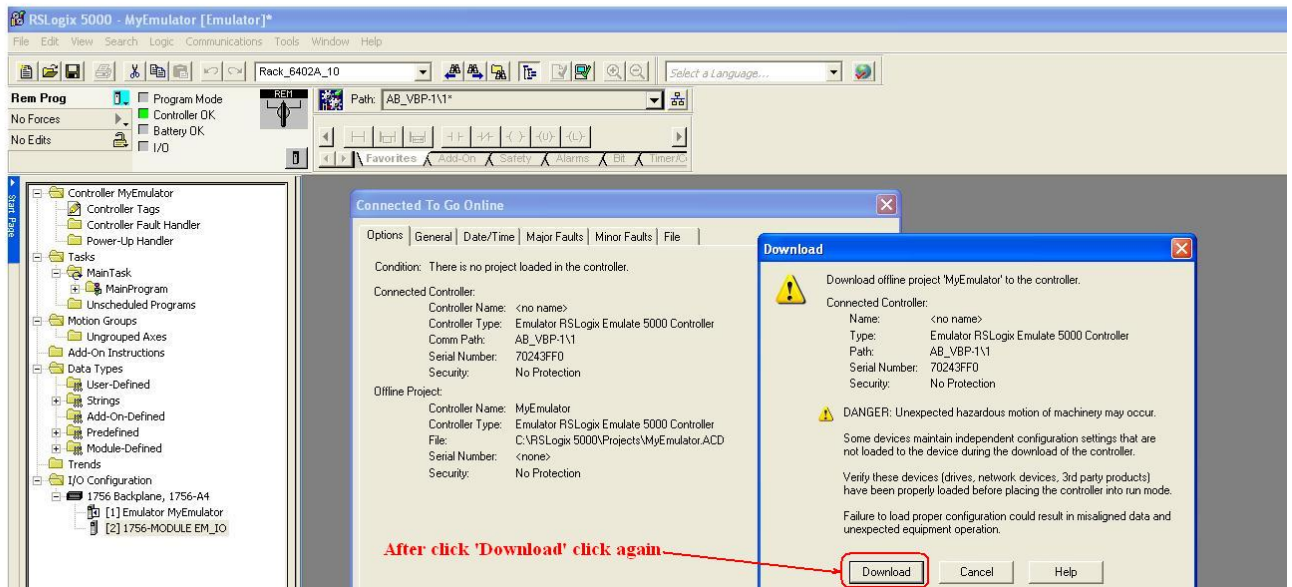 RSLogix 5000 - MyEmulator [Emulator]*
File Edit View Search Logic Communications Tools Window Help
Rack_6402A_10
Select a Language...
Rem Prog
No Forces
No Edits
Program Mode
Controller OK
Battery OK
I/O
REM
Path: AB_VBP-1\1*
Favorites Add-On Safety Alarms Bit Timer/C
Start Page
Controller MyEmulator
Controller Tags
Controller Fault Handler
Power-Up Handler
Tasks
MainTask
MainProgram
Unscheduled Programs
Motion Groups
Ungrouped Axes
Add-On Instructions
Data Types
User-Defined
Strings
Add-On-Defined
Predefined
Module-Defined
Trends
I/O Configuration
1756 Backplane, 1756-A4
[1] Emulator MyEmulator
[2] 1756-MODULE EM_IO
Connected To Go Online
Options General Date/Time Major Faults Minor Faults File
Condition: There is no project loaded in the controller.
Connected Controller:
Controller Name: <no name>
Controller Type: Emulator RSLogix Emulate 5000 Controller
Comm Path: AB_VBP-1\1
Serial Number: 70243FF0
Security: No Protection
Offline Project:
Controller Name: MyEmulator
Controller Type: Emulator RSLogix Emulate 5000 Controller
File: C:\RSLogix 5000\Projects\MyEmulator.ACD
Serial Number: <none>
Security: No Protection
After click 'Download' click again
Download
Download offline project 'MyEmulator' to the controller.
Connected Controller:
Name: <no name>
Type: Emulator RSLogix Emulate 5000 Controller
Path: AB_VBP-1\1
Serial Number: 70243FF0
Security: No Protection
DANGER: Unexpected hazardous motion of machinery may occur.
Some devices maintain independent configuration settings that are
not loaded to the device during the download of the controller.
Verify these devices (drives, network devices, 3rd party products)
have been properly loaded before placing the controller into run mode.
Failure to load proper configuration could result in misaligned data and
unexpected equipment operation.
Download Cancel Help